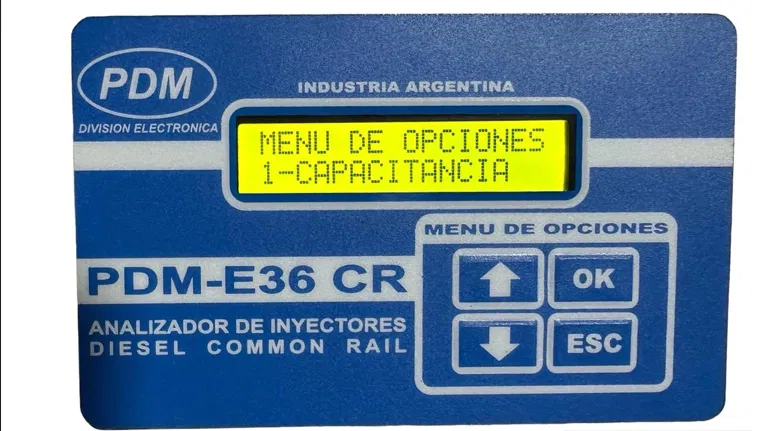 PDM
DIVISION ELECTRONICA
INDUSTRIA ARGENTINA
MENU DE OPCIONES
1-CAPACITANCIA
PDM-E36 CR
ANALIZADOR DE INYECTORES
DIESEL COMMON RAIL
MENU DE OPCIONES
OK
ESC